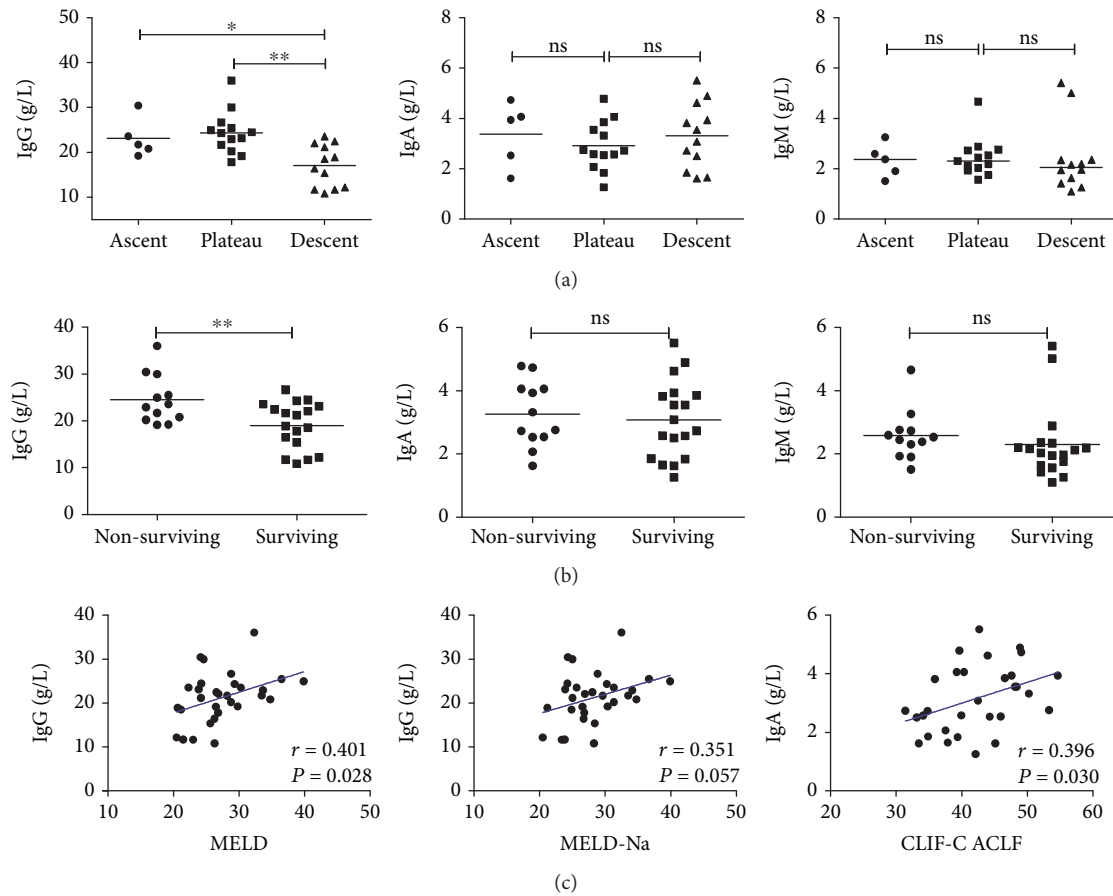 50
40
30
20
10
IgG (g/L)
*
**
Ascent Plateau Descent
8
6
4
2
0
IgA (g/L)
ns ns
Ascent Plateau Descent
8
6
4
2
0
IgM (g/L)
ns ns
Ascent Plateau Descent
(a)
40
30
20
10
0
IgG (g/L)
**
Non-surviving Surviving
6
4
2
0
IgA (g/L)
ns
Non-surviving Surviving
6
4
2
0
IgM (g/L)
ns
Non-surviving Surviving
(b)
40
30
20
10
0
IgG (g/L)
r = 0.401
P = 0.028
10 20 30 40 50
MELD
40
30
20
10
0
IgG (g/L)
r = 0.351
P = 0.057
10 20 30 40 50
MELD-Na
6
4
2
0
IgA (g/L)
r = 0.396
P = 0.030
20 30 40 50 60
CLIF-C ACLF
(c)